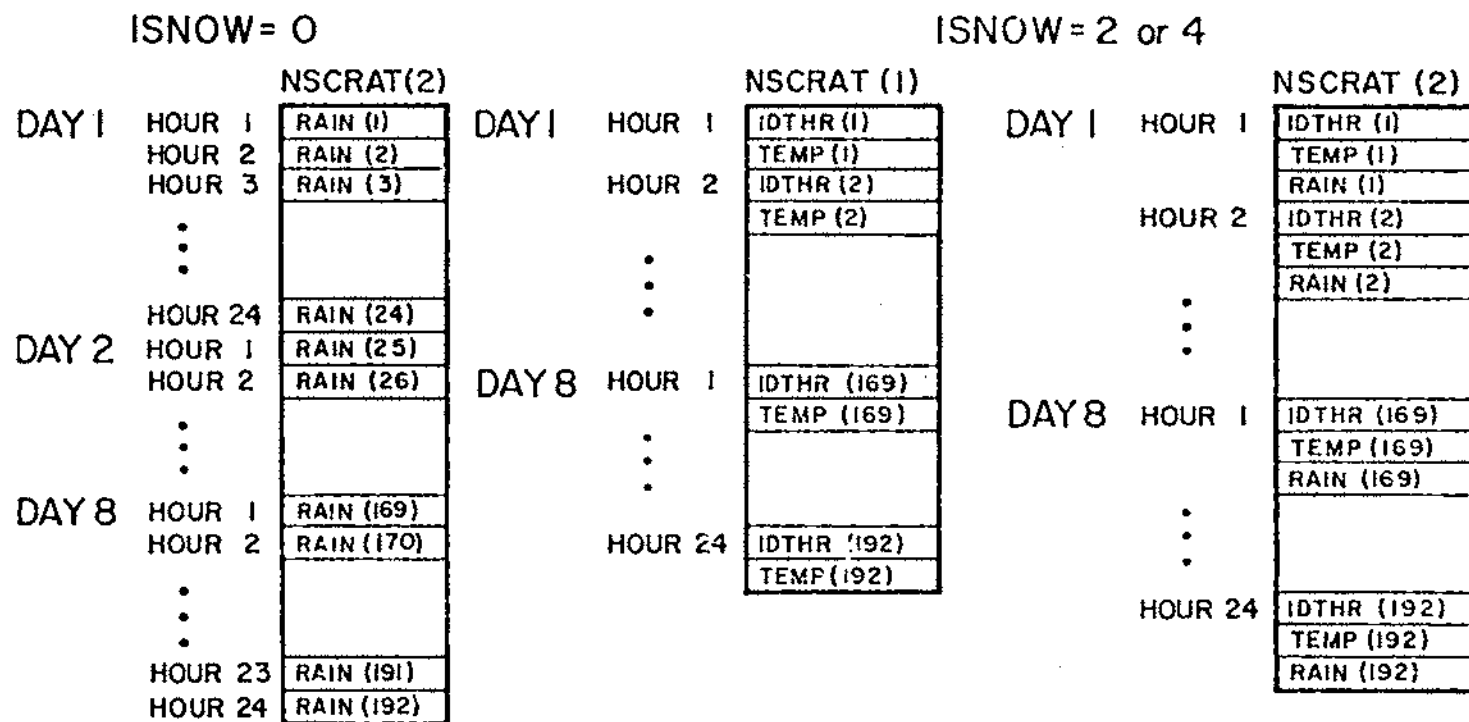 ISNOW = 0
NSCRAT(2)
DAY 1 HOUR 1 RAIN (1)
HOUR 2 RAIN (2)
HOUR 3 RAIN (3)
HOUR 24 RAIN (24)
DAY 2 HOUR 1 RAIN (25)
HOUR 2 RAIN (26)
DAY 8 HOUR 1 RAIN (169)
HOUR 2 RAIN (170)
HOUR 23 RAIN (191)
HOUR 24 RAIN (192)
ISNOW = 2 or 4
NSCRAT (1)
DAY 1 HOUR 1 IDTHR (1)
TEMP (1)
HOUR 2 IDTHR (2)
TEMP (2)
DAY 8 HOUR 1 IDTHR (169)
TEMP (169)
HOUR 24 IDTHR (192)
TEMP (192)
NSCRAT (2)
DAY 1 HOUR 1 IDTHR (1)
TEMP (1)
RAIN (1)
HOUR 2 IDTHR (2)
TEMP (2)
RAIN (2)
DAY 8 HOUR 1 IDTHR (169)
TEMP (169)
RAIN (169)
HOUR 24 IDTHR (192)
TEMP (192)
RAIN (192)